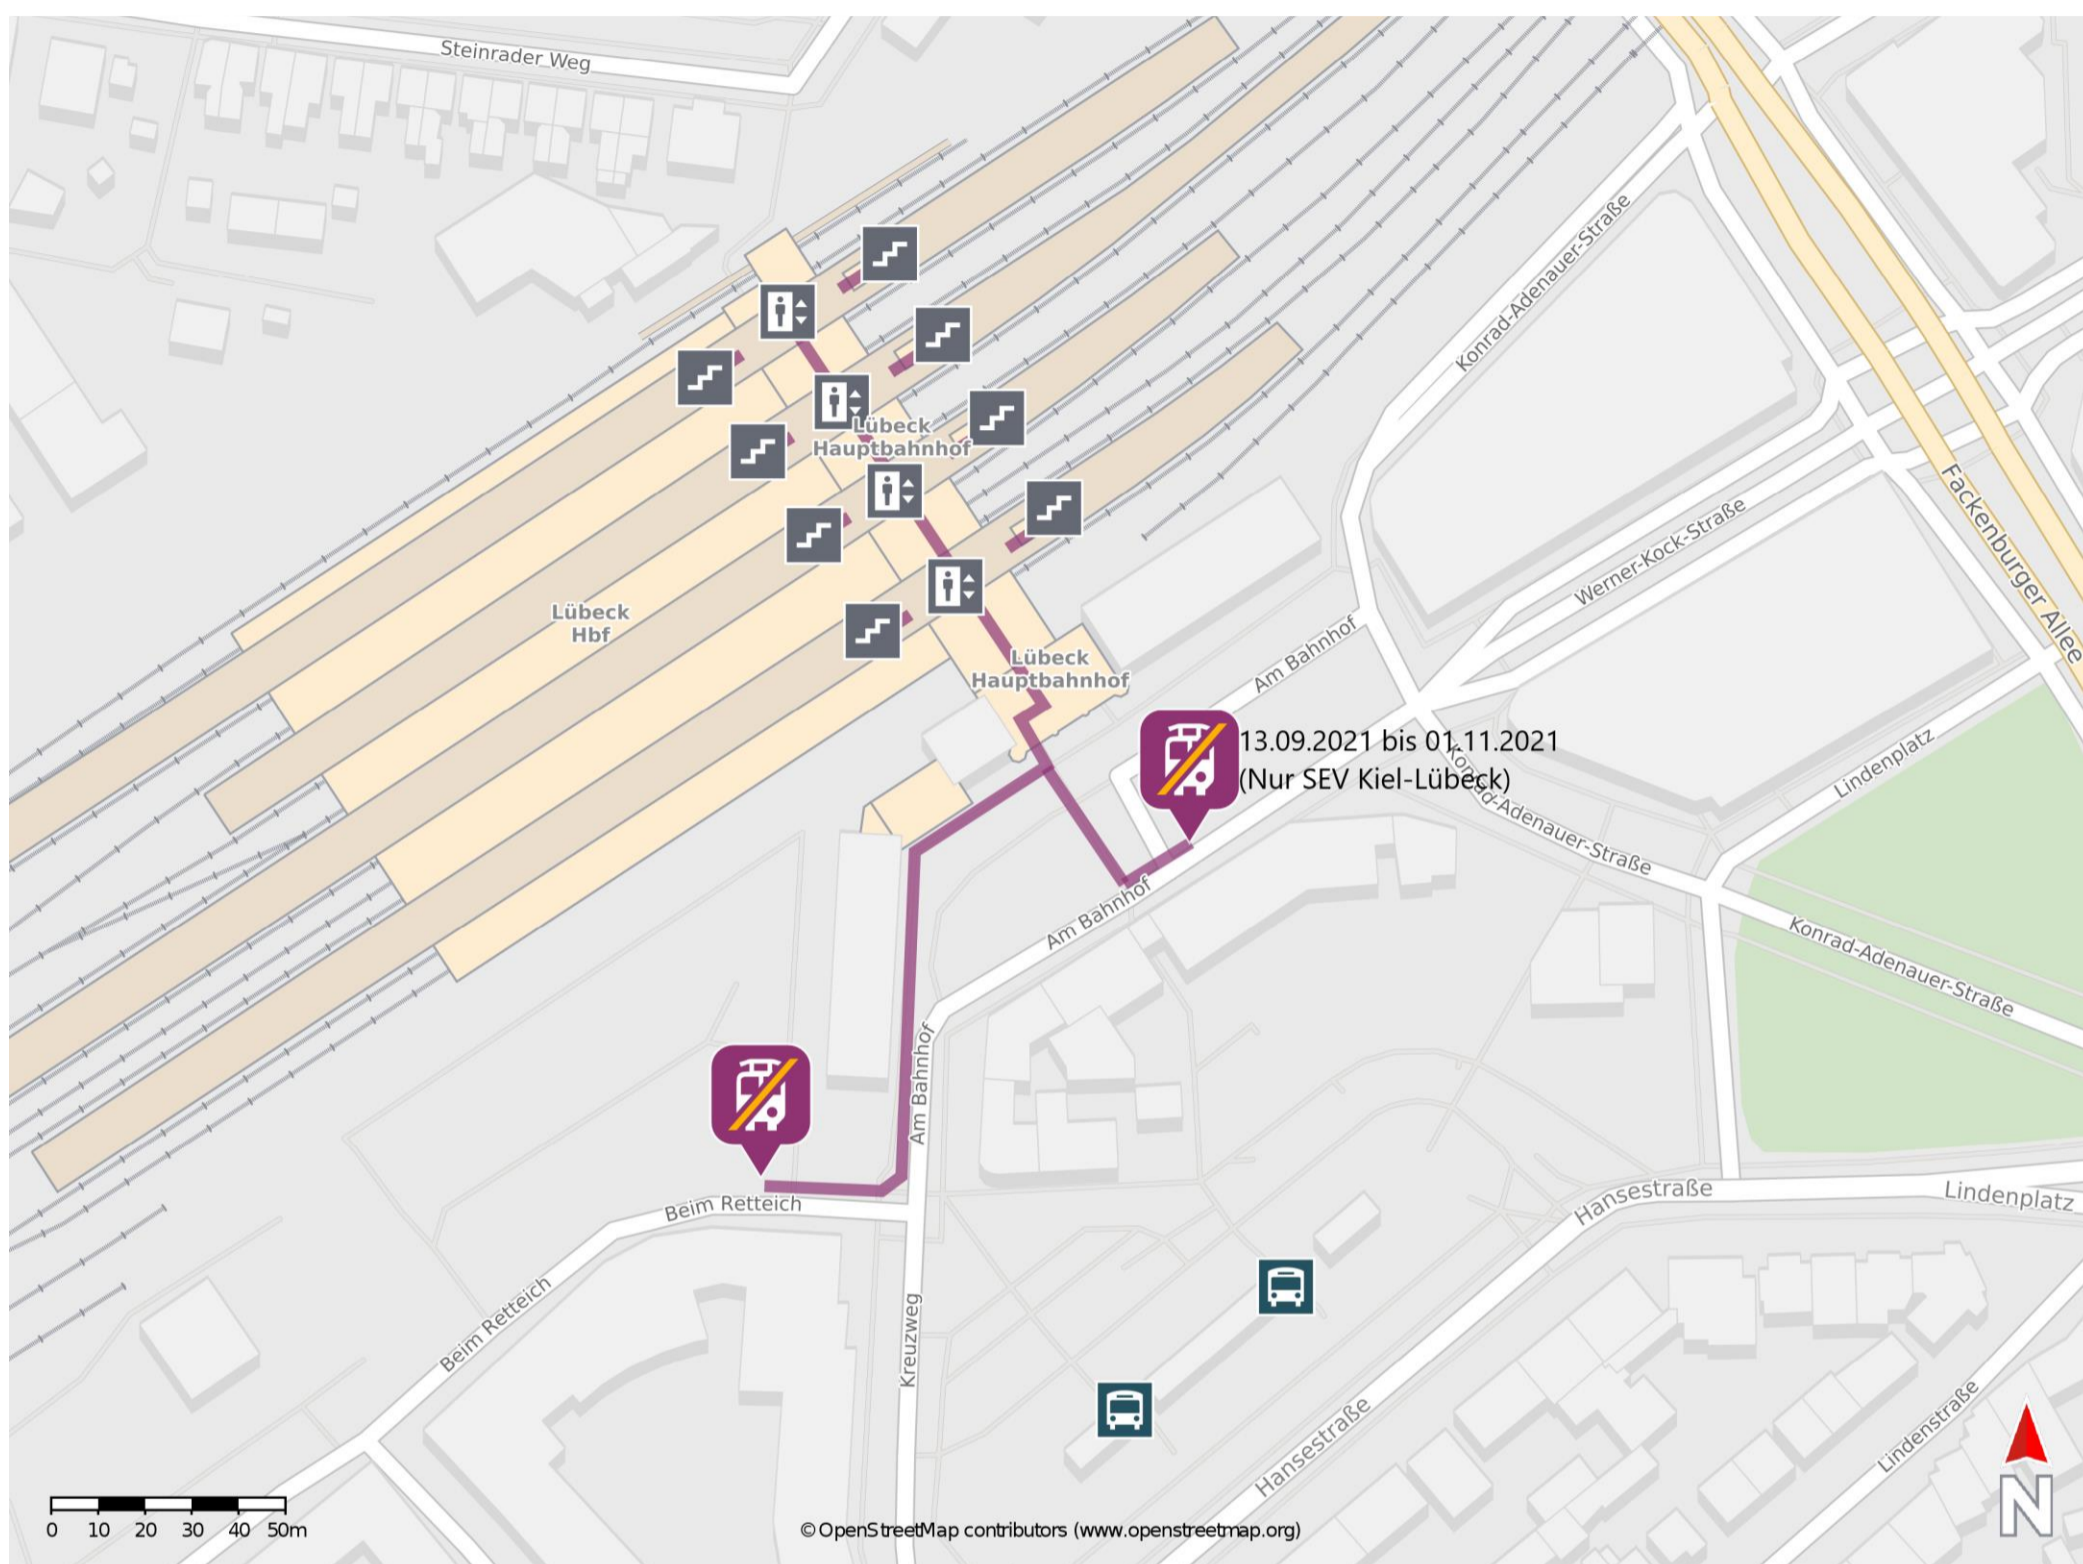 Steinrader Weg
Konrad-Adenauer-Straße
Lübeck
Hauptbahnhof
Fackenburger Allee
Werner-Kock-Straße
Lübeck
Hbf
Am Bahnhof
Lübeck
Hauptbahnhof
13.09.2021 bis 01.11.2021
(Nur SEV Kiel-Lübeck)
Lindenplatz
Konrad-Adenauer-Straße
Am Bahnhof
Konrad-Adenauer-Straße
Am Bahnhof
Beim Retteich
Hansestraße
Lindenplatz
Beim Retteich
Kreuzweg
Hansestraße
Lindenstraße
N
0 10 20 30 40 50m
© OpenStreetMap contributors (www.openstreetmap.org)